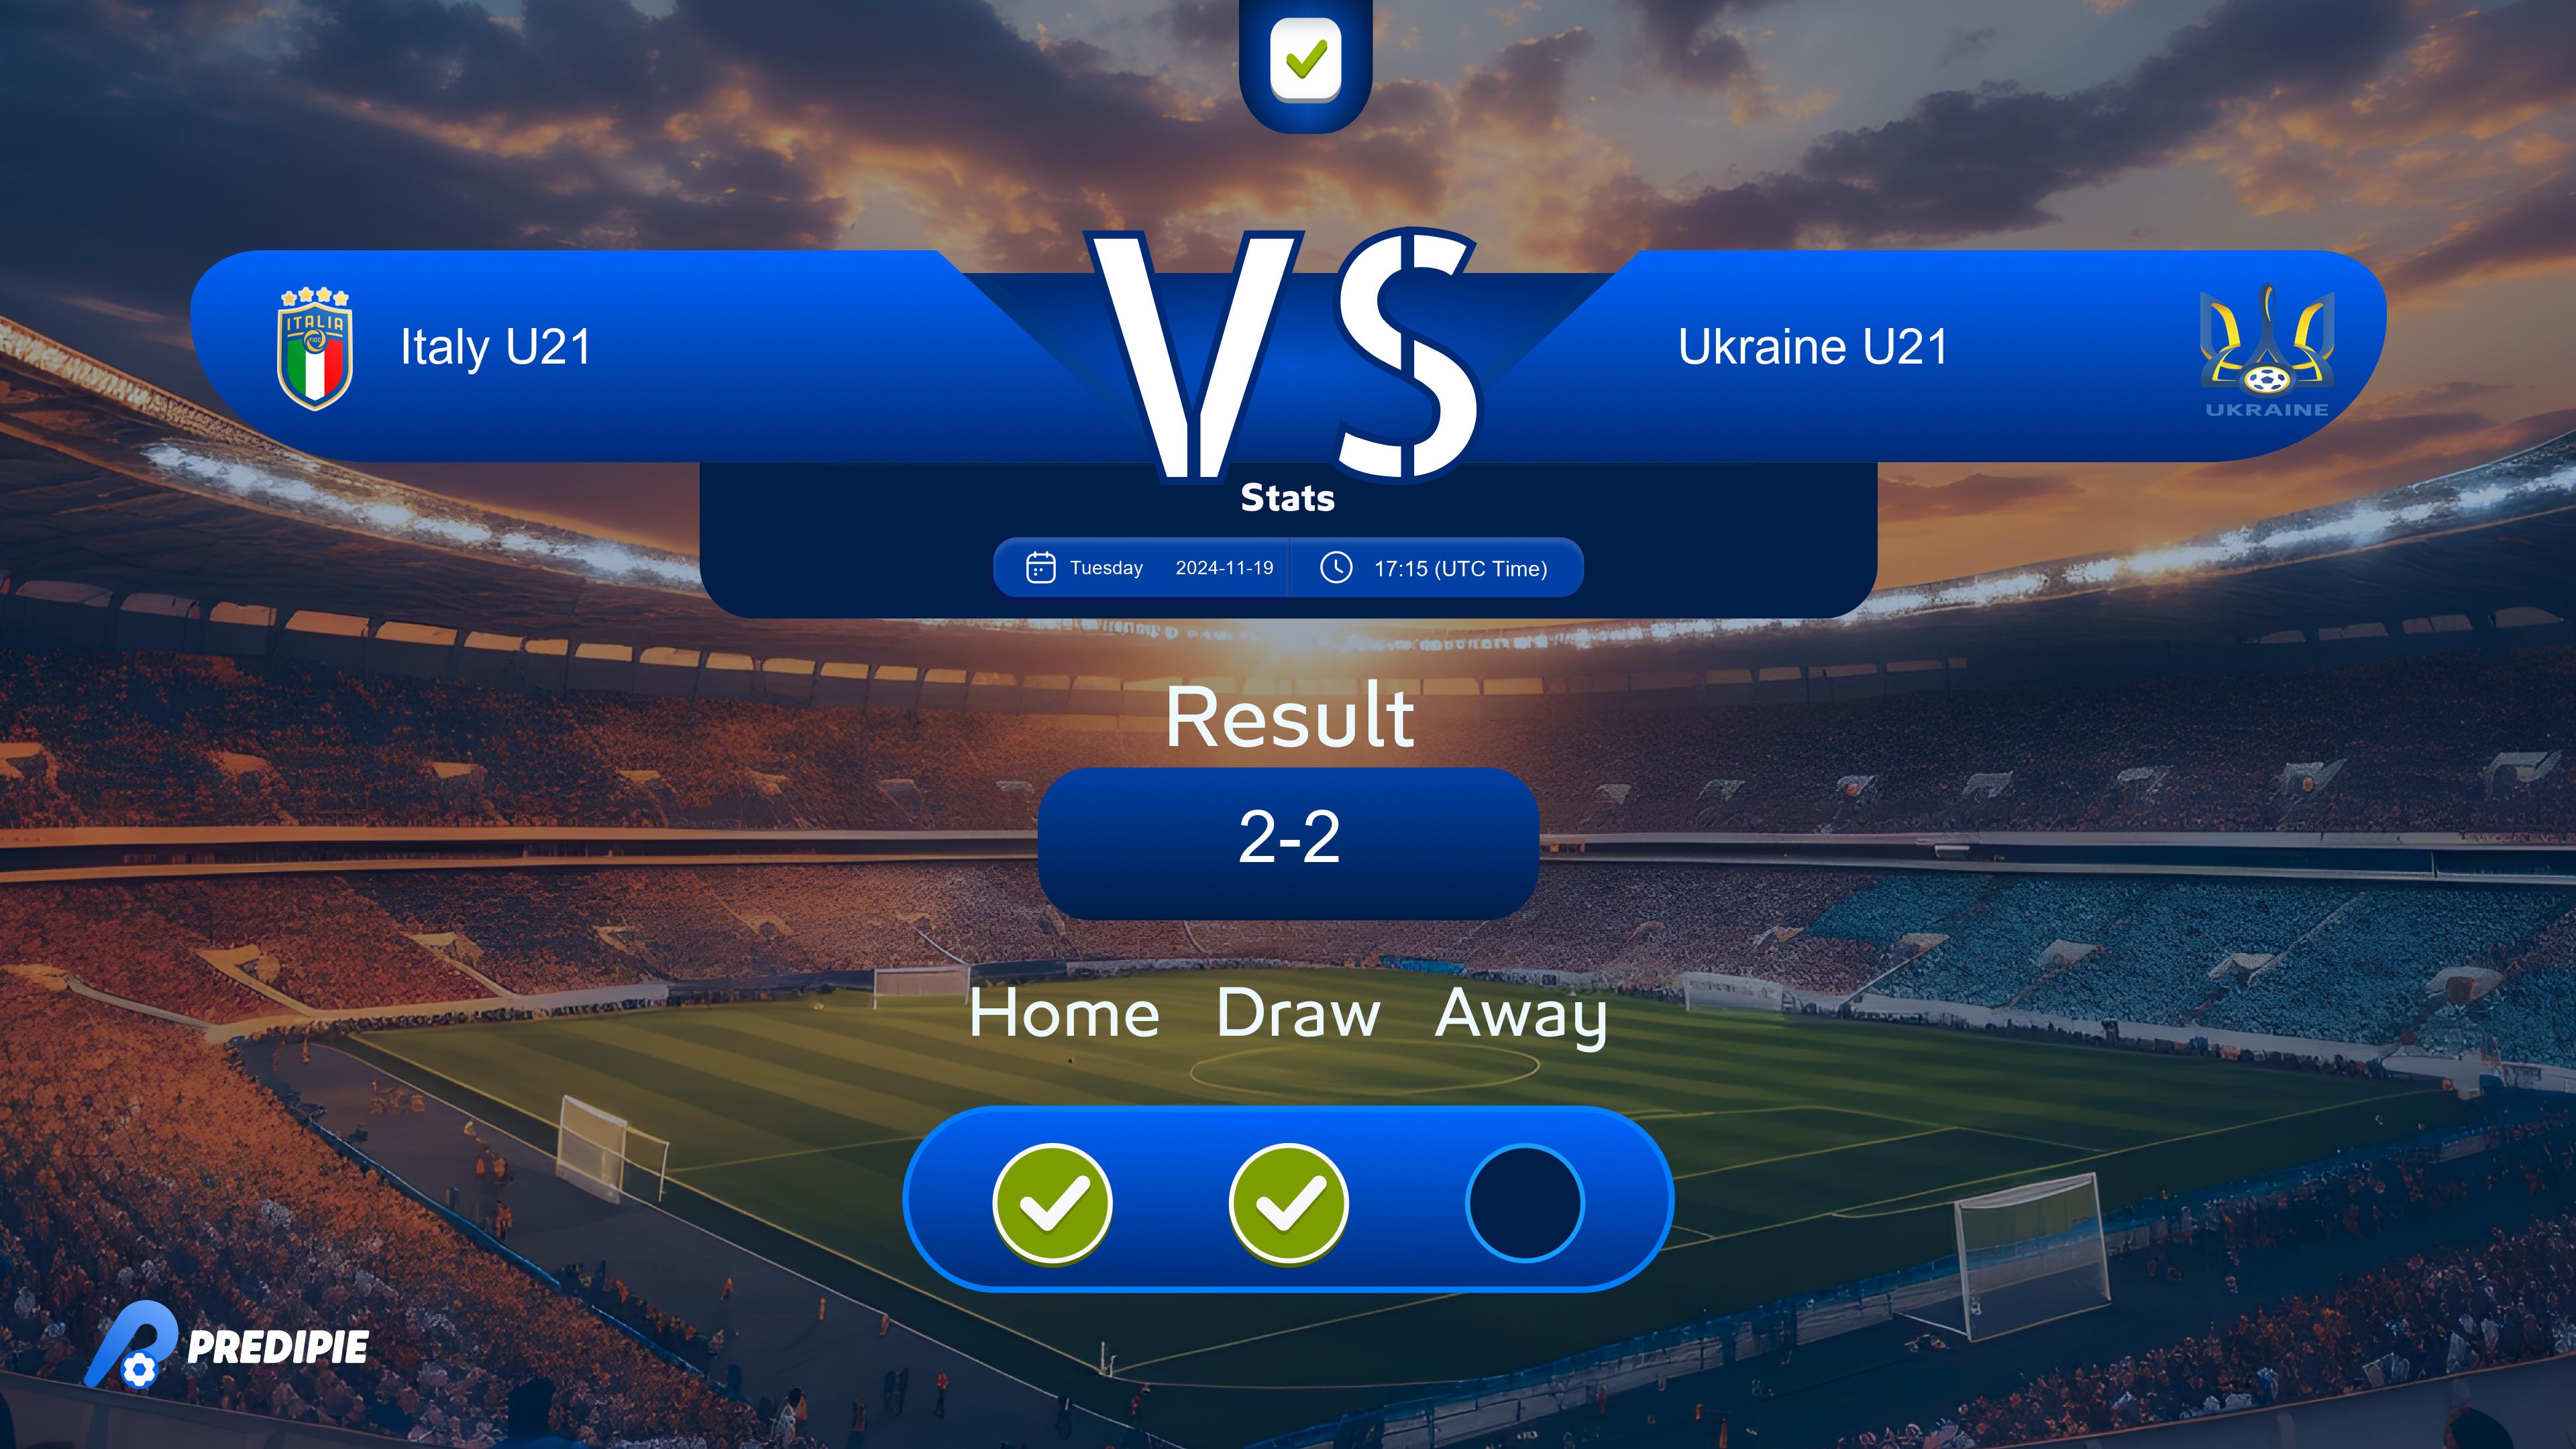 VS
ITALIA
Italy U21
Ukraine U21
UKRAINE
Stats
Tuesday 2024-11-19 17:15 (UTC Time)
Result
2-2
Home Draw Away
PREDIPIE